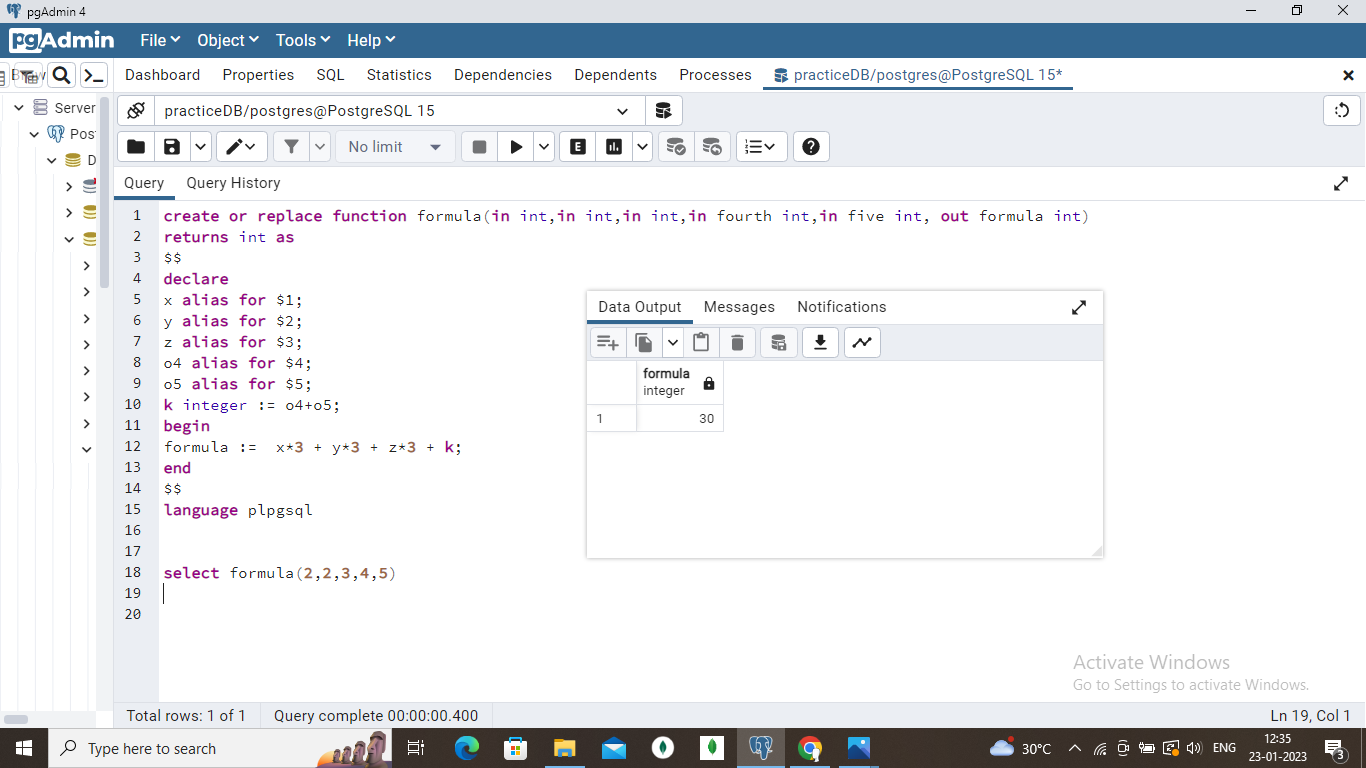 pgAdmin 4
pgAdmin File Object Tools Help
Dashboard Properties SQL Statistics Dependencies Dependents Processes practiceDB/postgres@PostgreSQL 15*
Server
Pos
D
practiceDB/postgres@PostgreSQL 15
No limit
E
Query Query History
1 create or replace function formula(in int,in int,in int,in fourth int,in five int, out formula int)
2 returns int as
3 $$
4 declare
5 x alias for $1;
6 y alias for $2;
7 z alias for $3;
8 o4 alias for $4;
9 o5 alias for $5;
10 k integer := o4+o5;
11 begin
12 formula :=  x*3 + y*3 + z*3 + k;
13 end
14 $$
15 language plpgsql
16
17
18 select formula(2,2,3,4,5)
19
20
Data Output Messages Notifications
formula
integer
1 30
Activate Windows
Go to Settings to activate Windows.
Total rows: 1 of 1 Query complete 00:00:00.400 Ln 19, Col 1
Type here to search
30°C ENG 12:35
23-01-2023 3